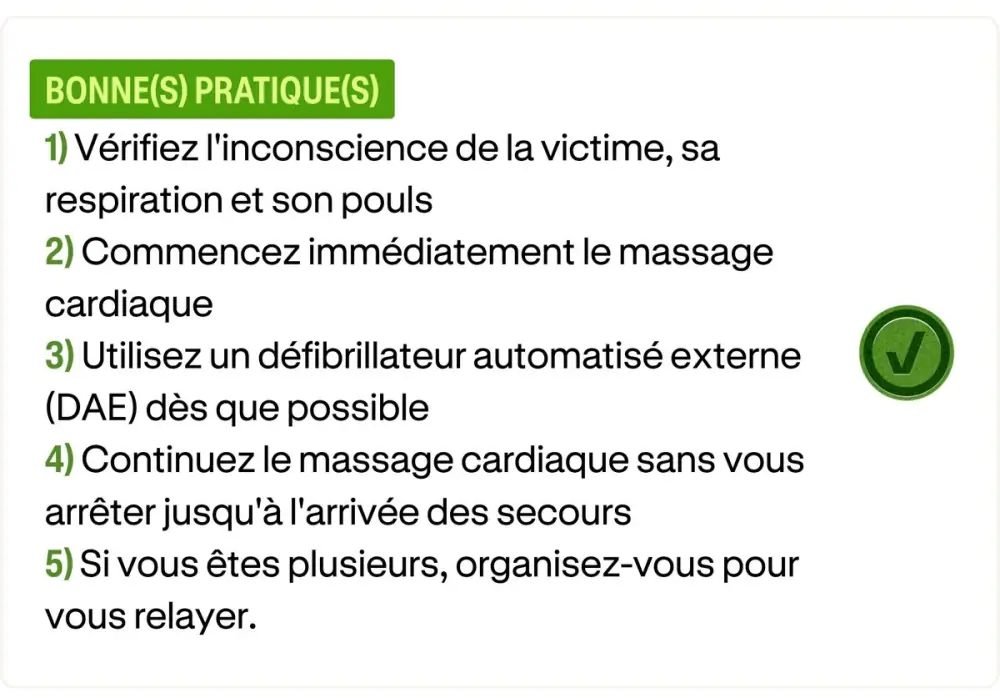 BONNE(S) PRATIQUE(S)
1) Vérifiez l'inconscience de la victime, sa
respiration et son pouls
2) Commencez immédiatement le massage
cardiaque
3) Utilisez un défibrillateur automatisé externe
(DAE) dès que possible
4) Continuez le massage cardiaque sans vous
arrêter jusqu'à l'arrivée des secours
5) Si vous êtes plusieurs, organisez-vous pour
vous relayer.